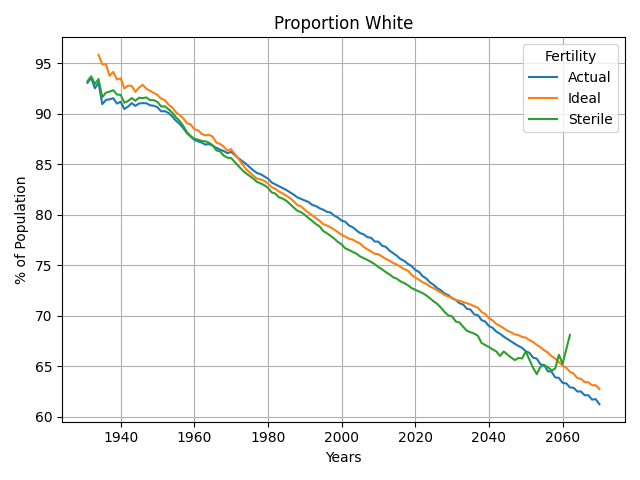 Proportion White
Fertility
Actual
Ideal
Sterile
% of Population
95
90
85
80
75
70
65
60
1940
1960
1980
2000
2020
2040
2060
Years